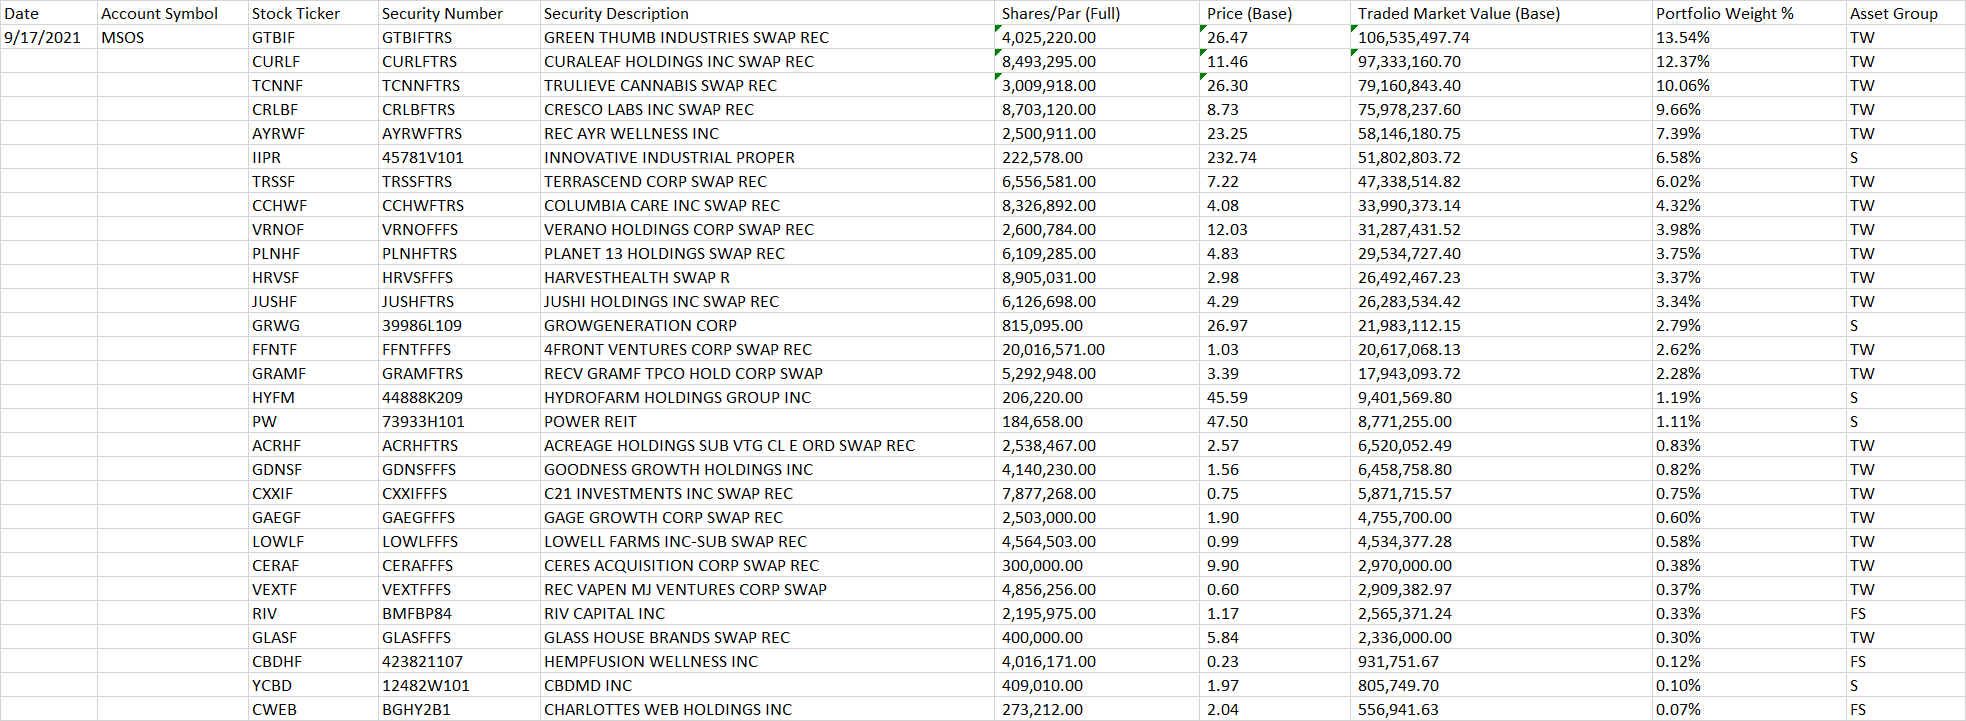 Date Account Symbol Stock Ticker Security Number Security Description Shares/Par (Full) Price (Base) Traded Market Value (Base) Portfolio Weight % Asset Group
9/17/2021 MSOS GTBIF GTBIFTRS GREEN THUMB INDUSTRIES SWAP REC 4,025,220.00 26.47 106,535,497.74 13.54% TW
CURLF CURLFTRS CURALEAF HOLDINGS INC SWAP REC 8,493,295.00 11.46 97,333,160.70 12.37% TW
TCNNF TCNNFTRS TRULIEVE CANNABIS SWAP REC 3,009,918.00 26.30 79,160,843.40 10.06% TW
CRLBF CRLBFTRS CRESCO LABS INC SWAP REC 8,703,120.00 8.73 75,978,237.60 9.66% TW
AYRWF AYRWFTRS REC AYR WELLNESS INC 2,500,911.00 23.25 58,146,180.75 7.39% TW
IIPR 45781V101 INNOVATIVE INDUSTRIAL PROPER 222,578.00 232.74 51,802,803.72 6.58% S
TRSSF TRSSFTRS TERRASCEND CORP SWAP REC 6,556,581.00 7.22 47,338,514.82 6.02% TW
CCHWF CCHWFTRS COLUMBIA CARE INC SWAP REC 8,326,892.00 4.08 33,990,373.14 4.32% TW
VRNOF VRNOFFFS VERANO HOLDINGS CORP SWAP REC 2,600,784.00 12.03 31,287,431.52 3.98% TW
PLNHF PLNHFTRS PLANET 13 HOLDINGS SWAP REC 6,109,285.00 4.83 29,534,727.40 3.75% TW
HRVSF HRVSFFFS HARVESTHEALTH SWAP R 8,905,031.00 2.98 26,492,467.23 3.37% TW
JUSHF JUSHFTRS JUSHI HOLDINGS INC SWAP REC 6,126,698.00 4.29 26,283,534.42 3.34% TW
GRWG 39986L109 GROWGENERATION CORP 815,095.00 26.97 21,983,112.15 2.79% S
FFNTF FFNTFFFS 4FRONT VENTURES CORP SWAP REC 20,016,571.00 1.03 20,617,068.13 2.62% TW
GRAMF GRAMFTRS RECV GRAMF TPCO HOLD CORP SWAP 5,292,948.00 3.39 17,943,093.72 2.28% TW
HYFM 44888K209 HYDROFARM HOLDINGS GROUP INC 206,220.00 45.59 9,401,569.80 1.19% S
PW 73933H101 POWER REIT 184,658.00 47.50 8,771,255.00 1.11% S
ACRHF ACRHFTRS ACREAGE HOLDINGS SUB VTG CL E ORD SWAP REC 2,538,467.00 2.57 6,520,052.49 0.83% TW
GDNSF GDNSFFFS GOODNESS GROWTH HOLDINGS INC 4,140,230.00 1.56 6,458,758.80 0.82% TW
CXXIF CXXIFFFS C21 INVESTMENTS INC SWAP REC 7,877,268.00 0.75 5,871,715.57 0.75% TW
GAEGF GAEGFFFS GAGE GROWTH CORP SWAP REC 2,503,000.00 1.90 4,755,700.00 0.60% TW
LOWLF LOWLFFFS LOWELL FARMS INC-SUB SWAP REC 4,564,503.00 0.99 4,534,377.28 0.58% TW
CERAF CERAFFFS CERES ACQUISITION CORP SWAP REC 300,000.00 9.90 2,970,000.00 0.38% TW
VEXTF VEXTFFFS REC VAPEN MJ VENTURES CORP SWAP 4,856,256.00 0.60 2,909,382.97 0.37% TW
RIV BMFBP84 RIV CAPITAL INC 2,195,975.00 1.17 2,565,371.24 0.33% FS
GLASF GLASFFFS GLASS HOUSE BRANDS SWAP REC 400,000.00 5.84 2,336,000.00 0.30% TW
CBDHF 423821107 HEMPFUSION WELLNESS INC 4,016,171.00 0.23 931,751.67 0.12% FS
YCBD 12482W101 CBDMD INC 409,010.00 1.97 805,749.70 0.10% S
CWEB BGHY2B1 CHARLOTTES WEB HOLDINGS INC 273,212.00 2.04 556,941.63 0.07% FS